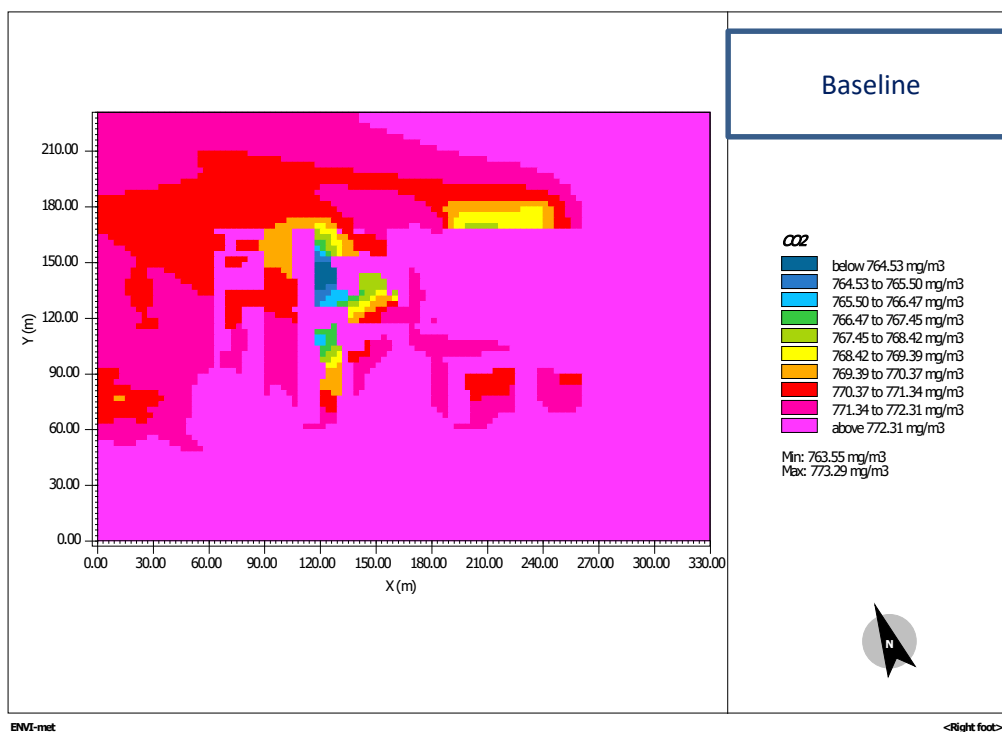 Baseline
210.00
180.00
150.00
120.00
90.00
60.00
30.00
0.00
Y (m)
0.00 30.00 60.00 90.00 120.00 150.00 180.00 210.00 240.00 270.00 300.00 330.00
X (m)
CO2
below 764.53 mg/m3
764.53 to 765.50 mg/m3
765.50 to 766.47 mg/m3
766.47 to 767.45 mg/m3
767.45 to 768.42 mg/m3
768.42 to 769.39 mg/m3
769.39 to 770.37 mg/m3
770.37 to 771.34 mg/m3
771.34 to 772.31 mg/m3
above 772.31 mg/m3
Min: 763.55 mg/m3
Max: 773.29 mg/m3
N
ENVI-met
<Right foot>